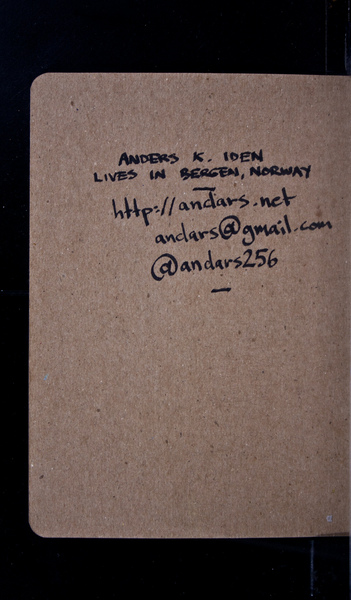 ANDERS K. IDEN
LIVES IN BERGEN, NORWAY
http://andars.net
andars@gmail.com
@andars256